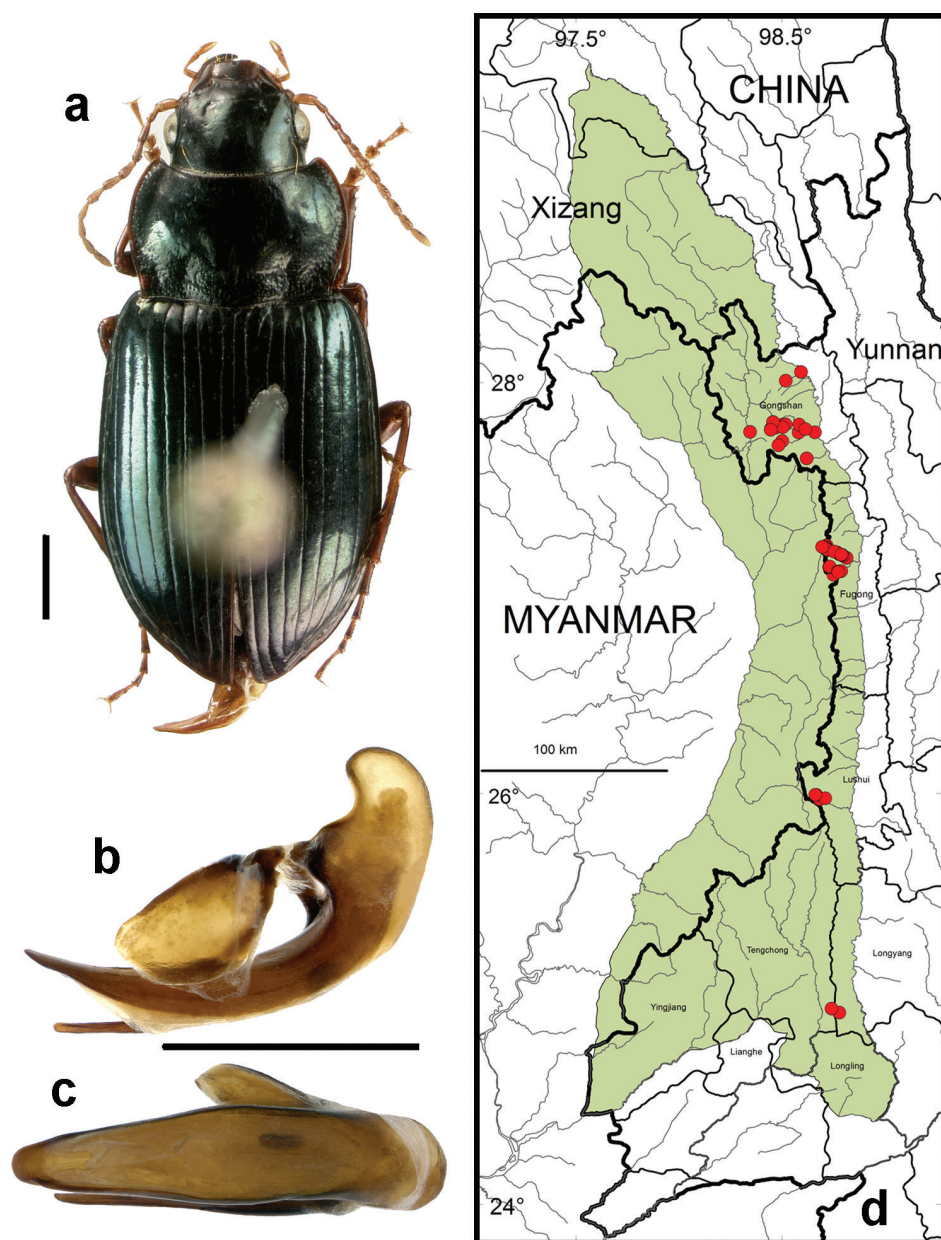 a
b
c
97.5°
98.5°
CHINA
Xizang
Yunnan
28°
Gongshan
MYANMAR
Fugong
100 km
Lushui
26°
Tengchong
Longyang
Yingjiang
Lianghe
Longling
24°
d